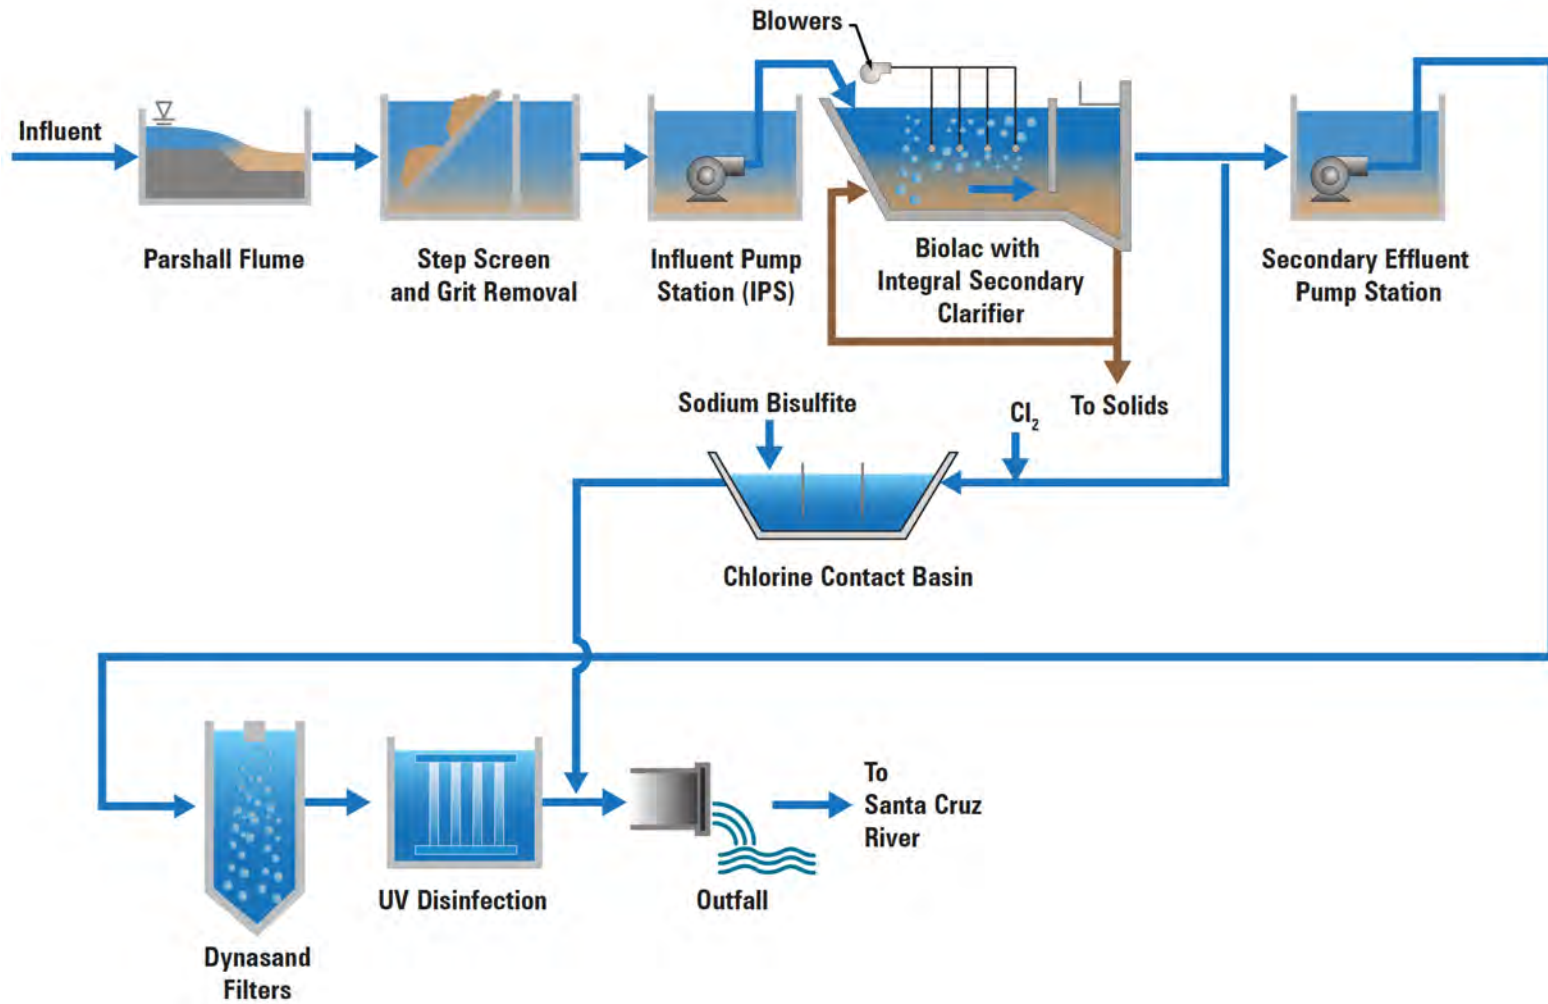 Blowers
Influent
Parshall Flume
Step Screen
and Grit Removal
Influent Pump
Station (IPS)
Biolac with
Integral Secondary
Clarifier
Secondary Effluent
Pump Station
Sodium Bisulfite
Cl₂
To Solids
Chlorine Contact Basin
To
Santa Cruz
River
UV Disinfection
Outfall
Dynasand
Filters